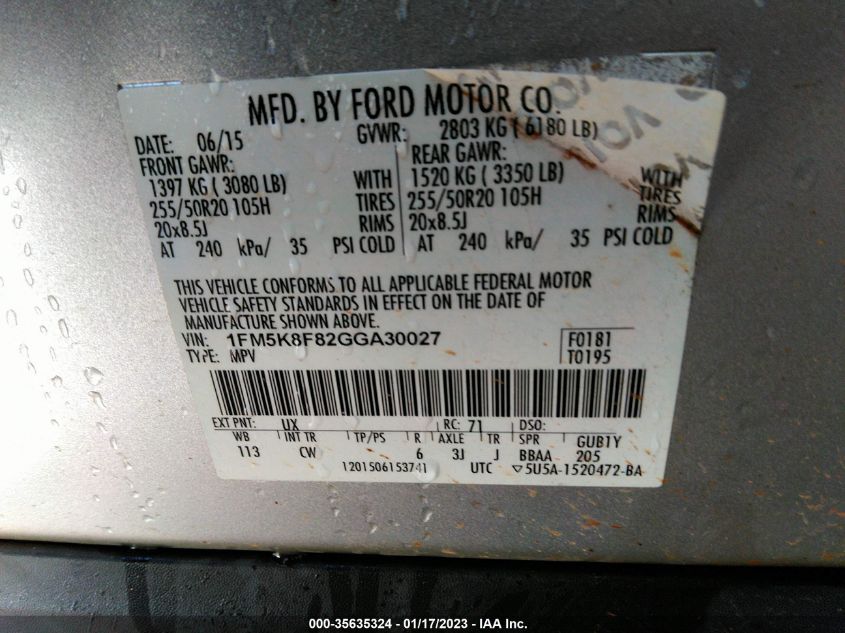 MFD. BY FORD MOTOR CO.
DATE: 06/15 GVWR: 2803 KG ( 6180 LB)
FRONT GAWR: REAR GAWR:
1397 KG ( 3080 LB) WITH 1520 KG ( 3350 LB) WITH
255/50R20 105H TIRES 255/50R20 105H TIRES
20x8.5J RIMS 20x8.5J RIMS
AT 240 kPa/ 35 PSI COLD AT 240 kPa/ 35 PSI COLD
THIS VEHICLE CONFORMS TO ALL APPLICABLE FEDERAL MOTOR
VEHICLE SAFETY STANDARDS IN EFFECT ON THE DATE OF
MANUFACTURE SHOWN ABOVE.
VIN: 1FM5K8F82GGA30027 F0181
TYPE: MPV T0195
EXT PNT: UX RC: 71 DSO:
WB INT TR TP/PS R AXLE TR SPR GUB1Y
113 CW 6 3J J BBAA 205
1201506153741 UTC ▽5U5A-1520472-BA
000-35635324 | 01/17/2023 - IAA Inc.